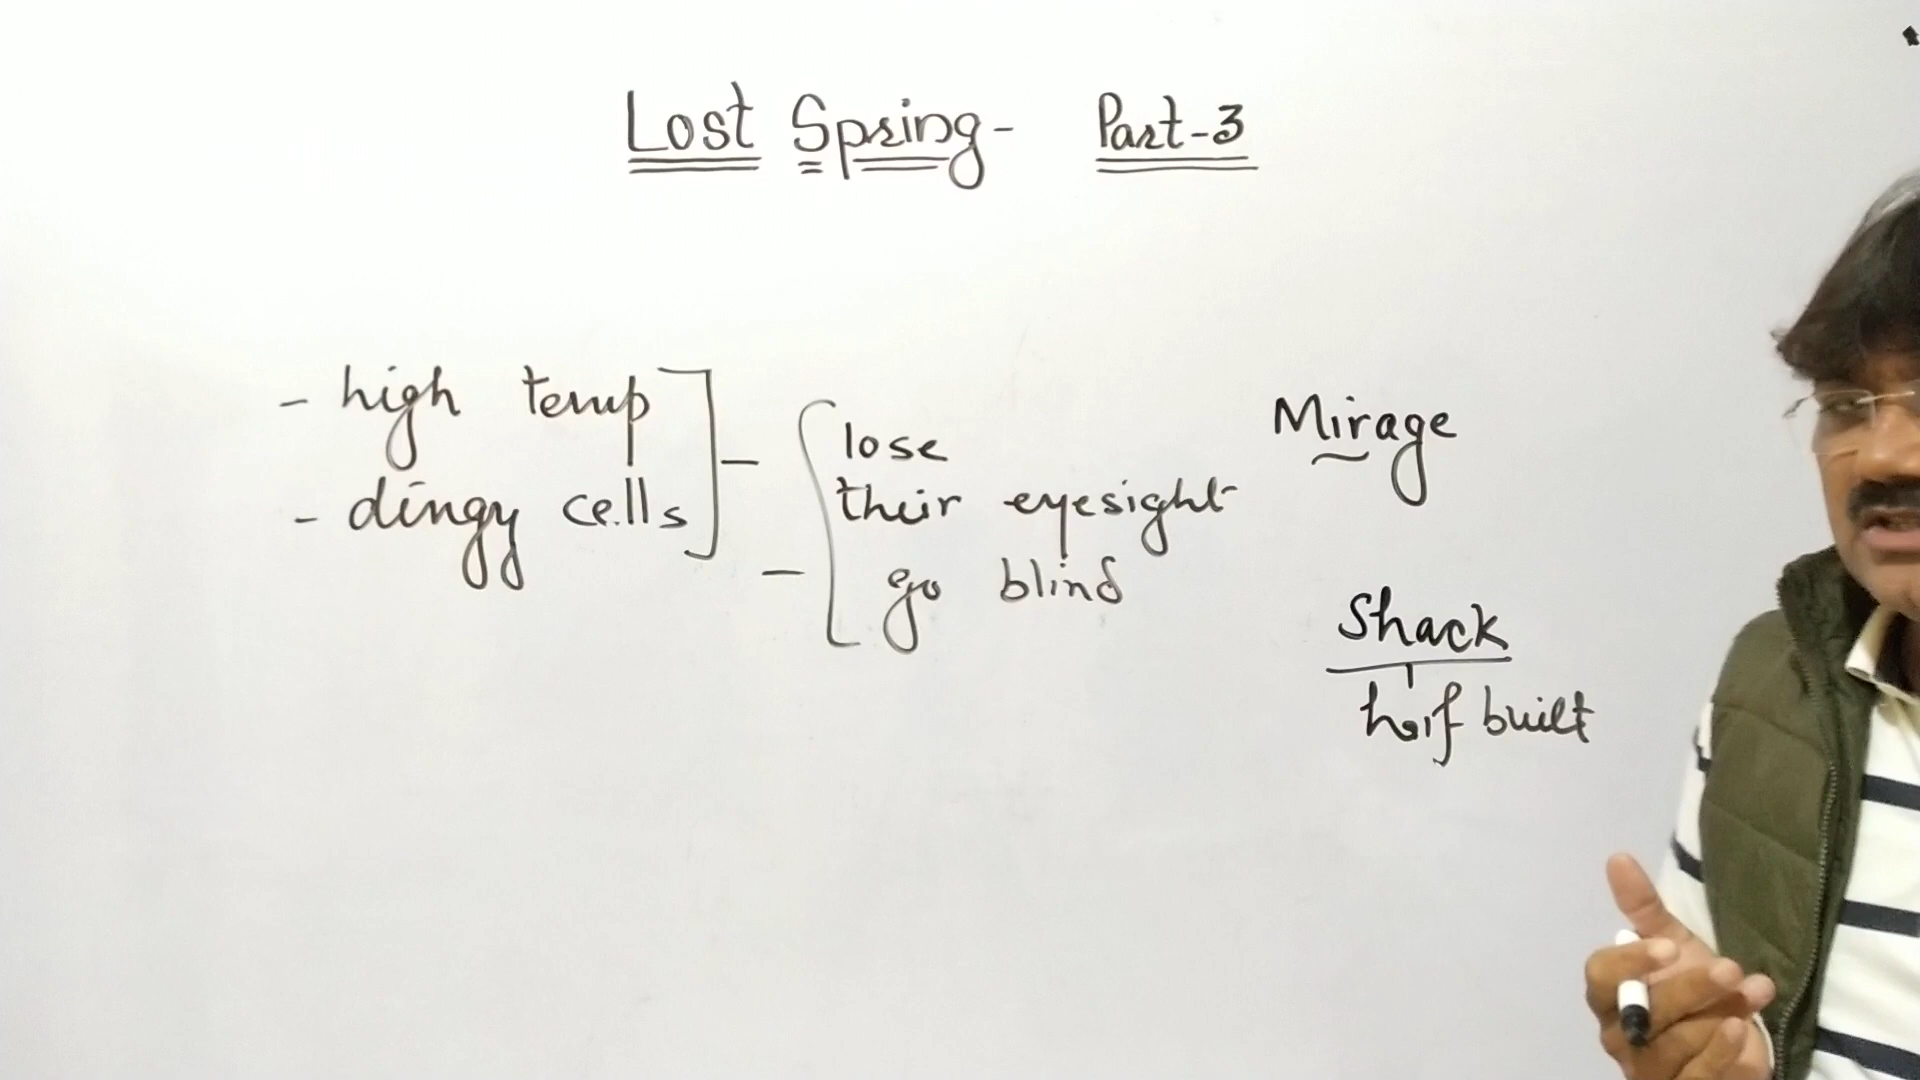 Lost Spring - Part-3
- high temp
- dingy cells
lose
their eyesight
go blind
Mirage
Shack
half built